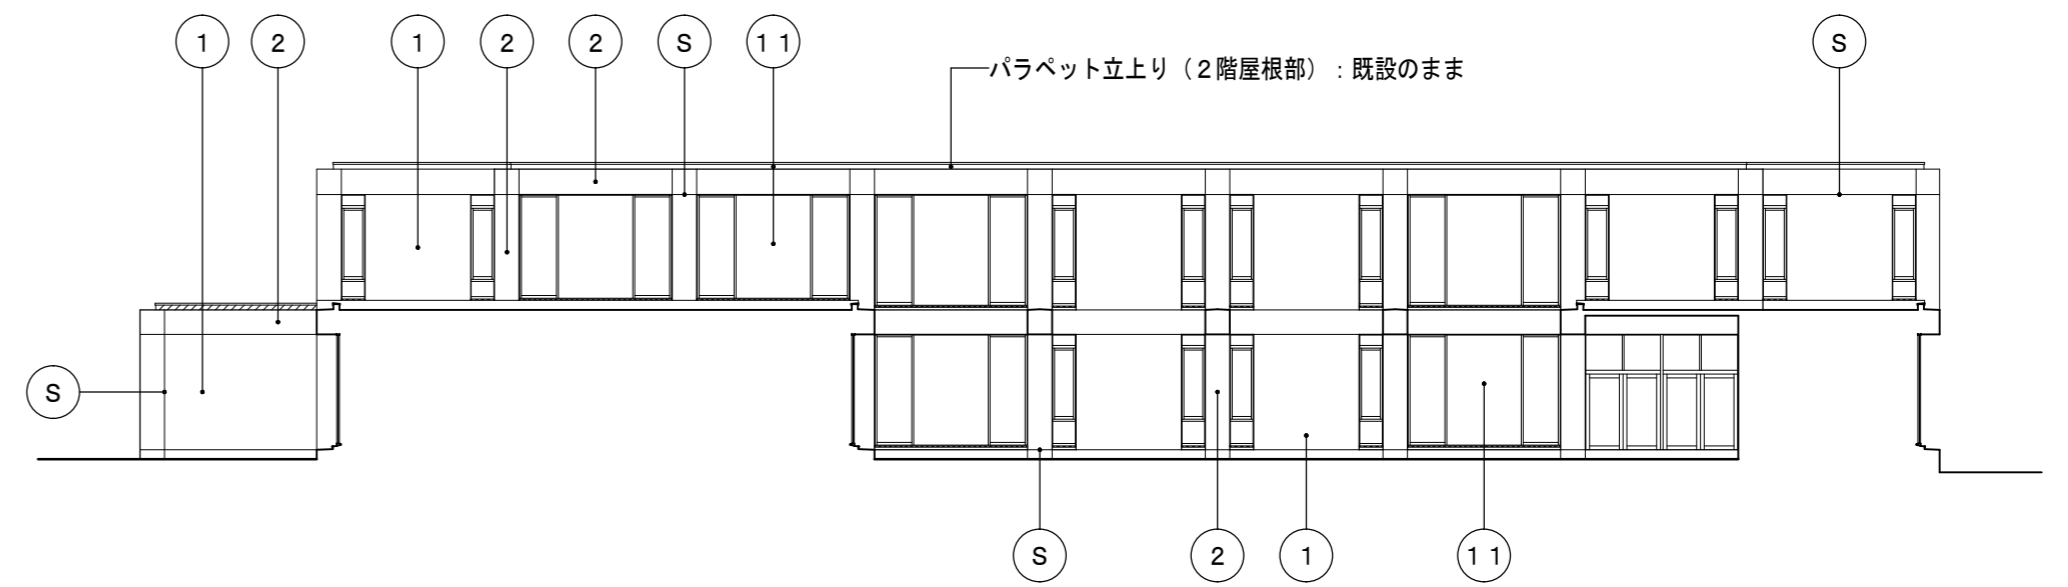 1 2 1 2 2 S 11 S
パラペット立上り(2階屋根部):既設のまま
S
S 2 1 11